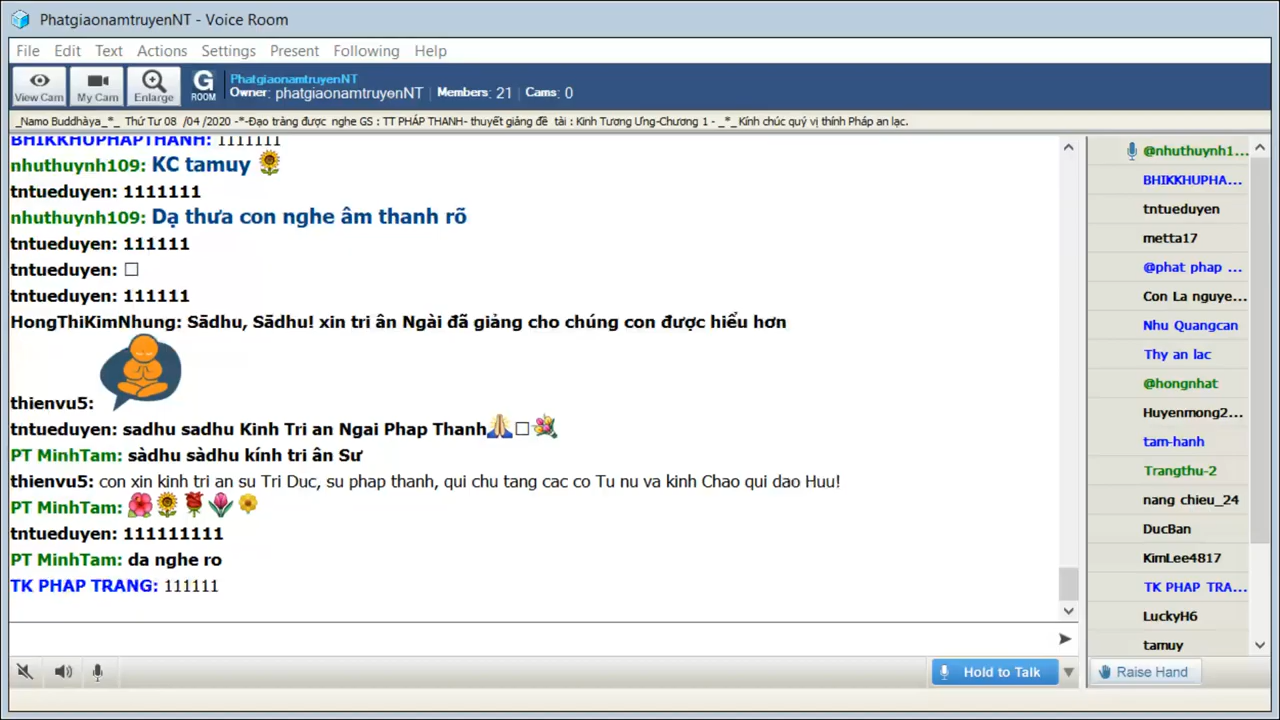 PhatgiaonamtruyenNT - Voice Room
File Edit Text Actions Settings Present Following Help
View Cam My Cam Enlarge G ROOM PhatgiaonamtruyenNT
Owner: phatgiaonamtruyenNT Members: 21 Cams: 0
_Namo Buddhàya_*_ Thứ Tư 08 /04 /2020 -*-Đạo tràng được nghe GS : TT PHÁP THANH- thuyết giảng đề tài : Kinh Tương Ưng-Chương 1 - _*_ Kính chúc quý vị thính Pháp an lạc.
BHIKKHUPHAPTHANH: 1111111
nhuthuynh109: KC tamuy 🌻
tntueduyen: 1111111
nhuthuynh109: Dạ thưa con nghe âm thanh rõ
tntueduyen: 111111
tntueduyen: □
tntueduyen: 111111
HongThiKimNhung: Sādhu, Sādhu! xin tri ân Ngài đã giảng cho chúng con được hiểu hơn
thienvu5:
tntueduyen: sadhu sadhu Kinh Tri an Ngai Phap Thanh🙏□💐
PT MinhTam: sàdhu sàdhu kính tri ân Sư
thienvu5: con xin kinh tri an su Tri Duc, su phap thanh, qui chu tang cac co Tu nu va kinh Chao qui dao Huu!
PT MinhTam: 🌺🌻🌹🌷🌼
tntueduyen: 111111111
PT MinhTam: da nghe ro
TK PHAP TRANG: 111111
@nhuthuynh1...
BHIKKHUPHA...
tntueduyen
metta17
@phat phap ...
Con La nguye...
Nhu Quangcan
Thy an lac
@hongnhat
Huyenmong2...
tam-hanh
Trangthu-2
nang chieu_24
DucBan
KimLee4817
TK PHAP TRA...
LuckyH6
tamuy
Hold to Talk
Raise Hand